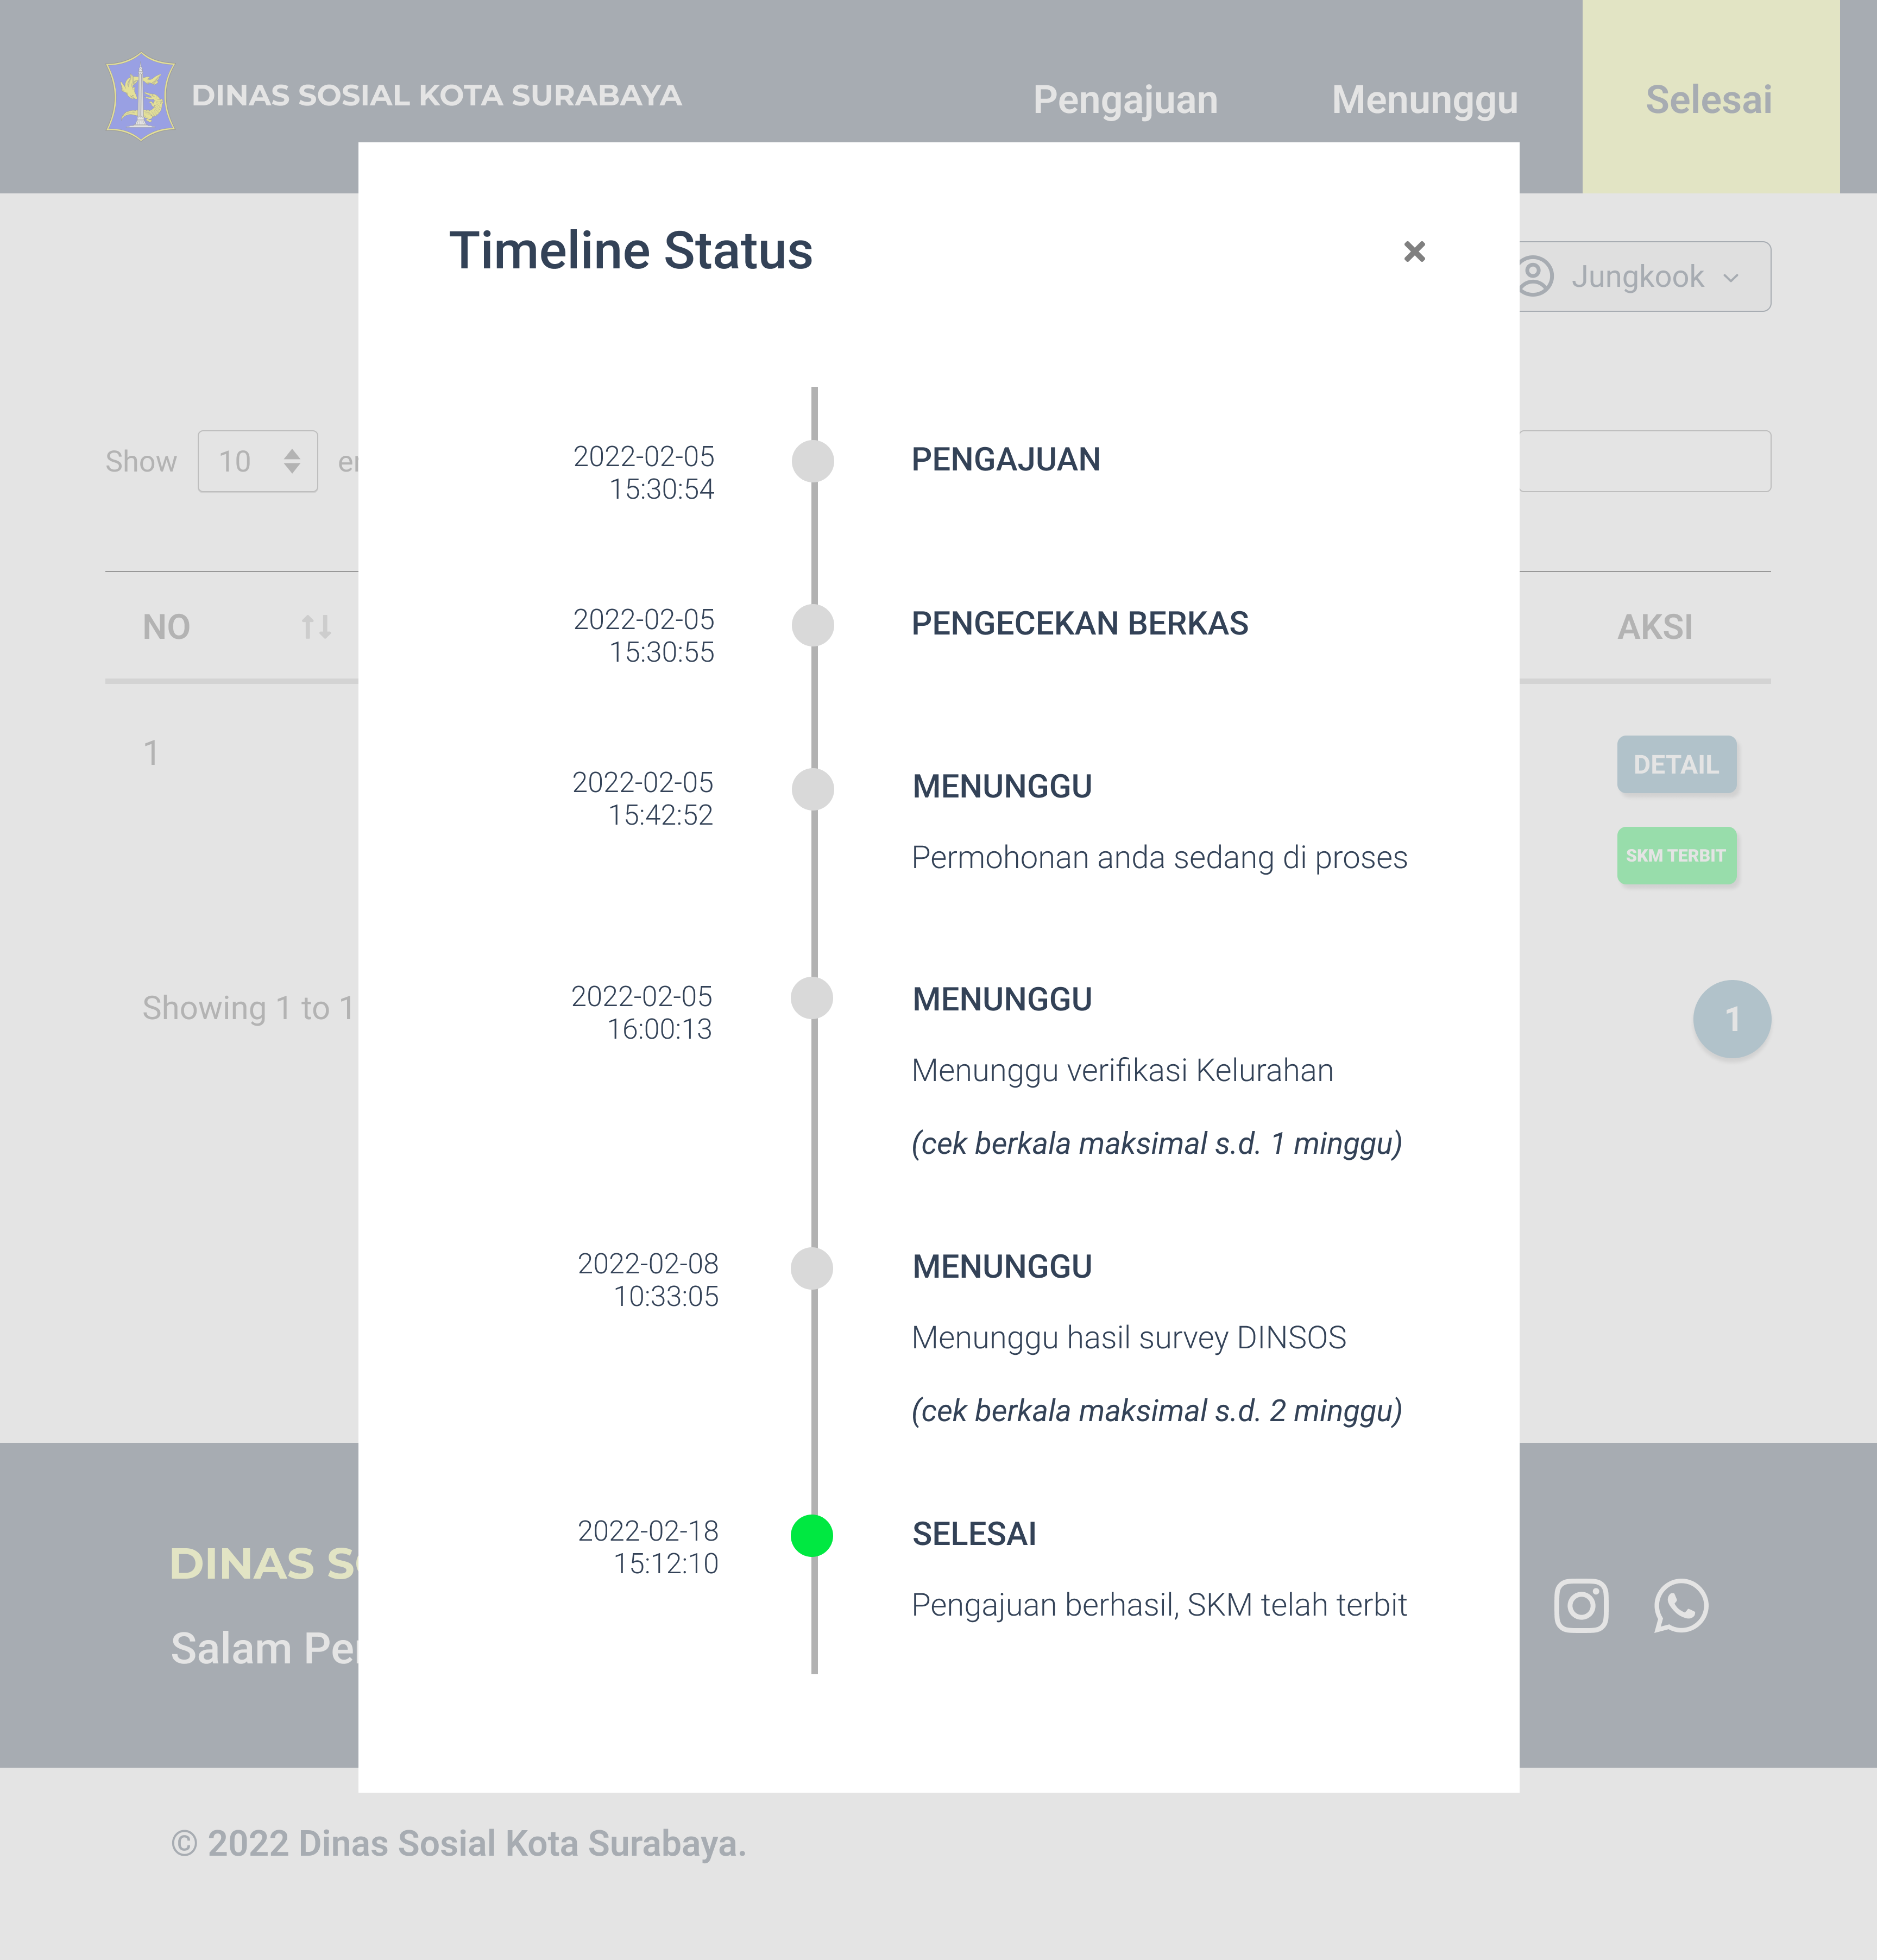 DINAS SOSIAL KOTA SURABAYA
Pengajuan
Menunggu
Selesai
Timeline Status
Jungkook
Show
10
NO
AKSI
1
DETAIL
SKM TERBIT
Showing 1 to 1
1
2022-02-05
15:30:54
PENGAJUAN
2022-02-05
15:30:55
PENGECEKAN BERKAS
2022-02-05
15:42:52
MENUNGGU
Permohonan anda sedang di proses
2022-02-05
16:00:13
MENUNGGU
Menunggu verifikasi Kelurahan
(cek berkala maksimal s.d. 1 minggu)
2022-02-08
10:33:05
MENUNGGU
Menunggu hasil survey DINSOS
(cek berkala maksimal s.d. 2 minggu)
2022-02-18
15:12:10
SELESAI
Pengajuan berhasil, SKM telah terbit
DINAS
Salam
© 2022 Dinas Sosial Kota Surabaya.